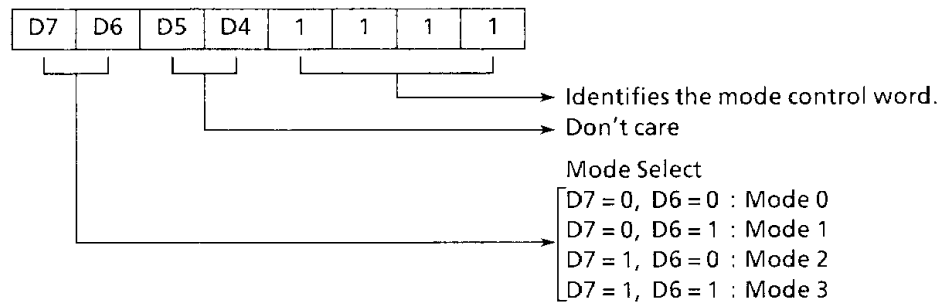 D7 D6 D5 D4 1 1 1 1
Identifies the mode control word.
Don't care
Mode Select
D7 = 0, D6 = 0 : Mode 0
D7 = 0, D6 = 1 : Mode 1
D7 = 1, D6 = 0 : Mode 2
D7 = 1, D6 = 1 : Mode 3